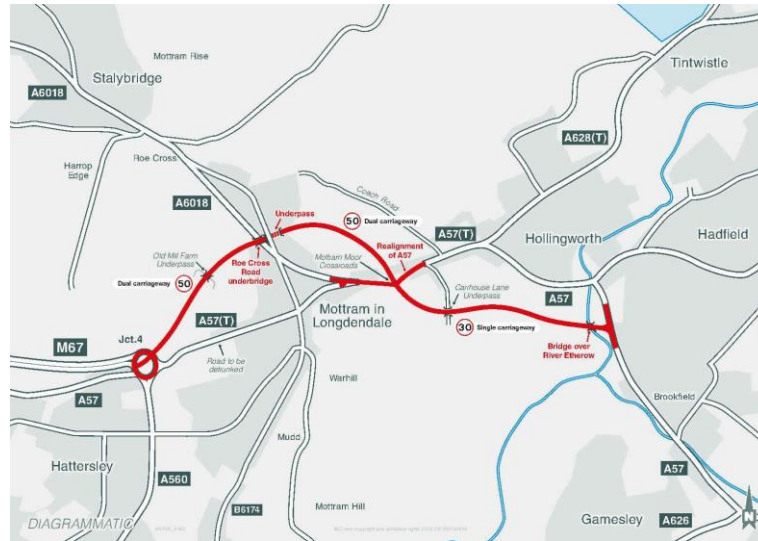 Tintwistle
Mottram Rise
Stalybridge
A6018
A628(T)
Roe Cross
Harrop
Edge
A6018
Coach Road
Underpass
50 Dual carriageway
A57(T)
Hollingworth
Hadfield
Old Mill Farm
Underpass
Realignment of A57
Mottram Moor
Crossroads
Roe Cross
Road
underbridge
Dual carriageway 50
Carrhouse Lane
Underpass
A57
Mottram in
Longdendale
A57(T)
30 Single carriageway
Jct.4
M67
Road to be
detrunked
Bridge over
River Etherow
Warhill
A57
Brookfield
Mudd
Hattersley
A57
A560
Mottram Hill
B6174
DIAGRAMMATIC
Gamesley
A626
N